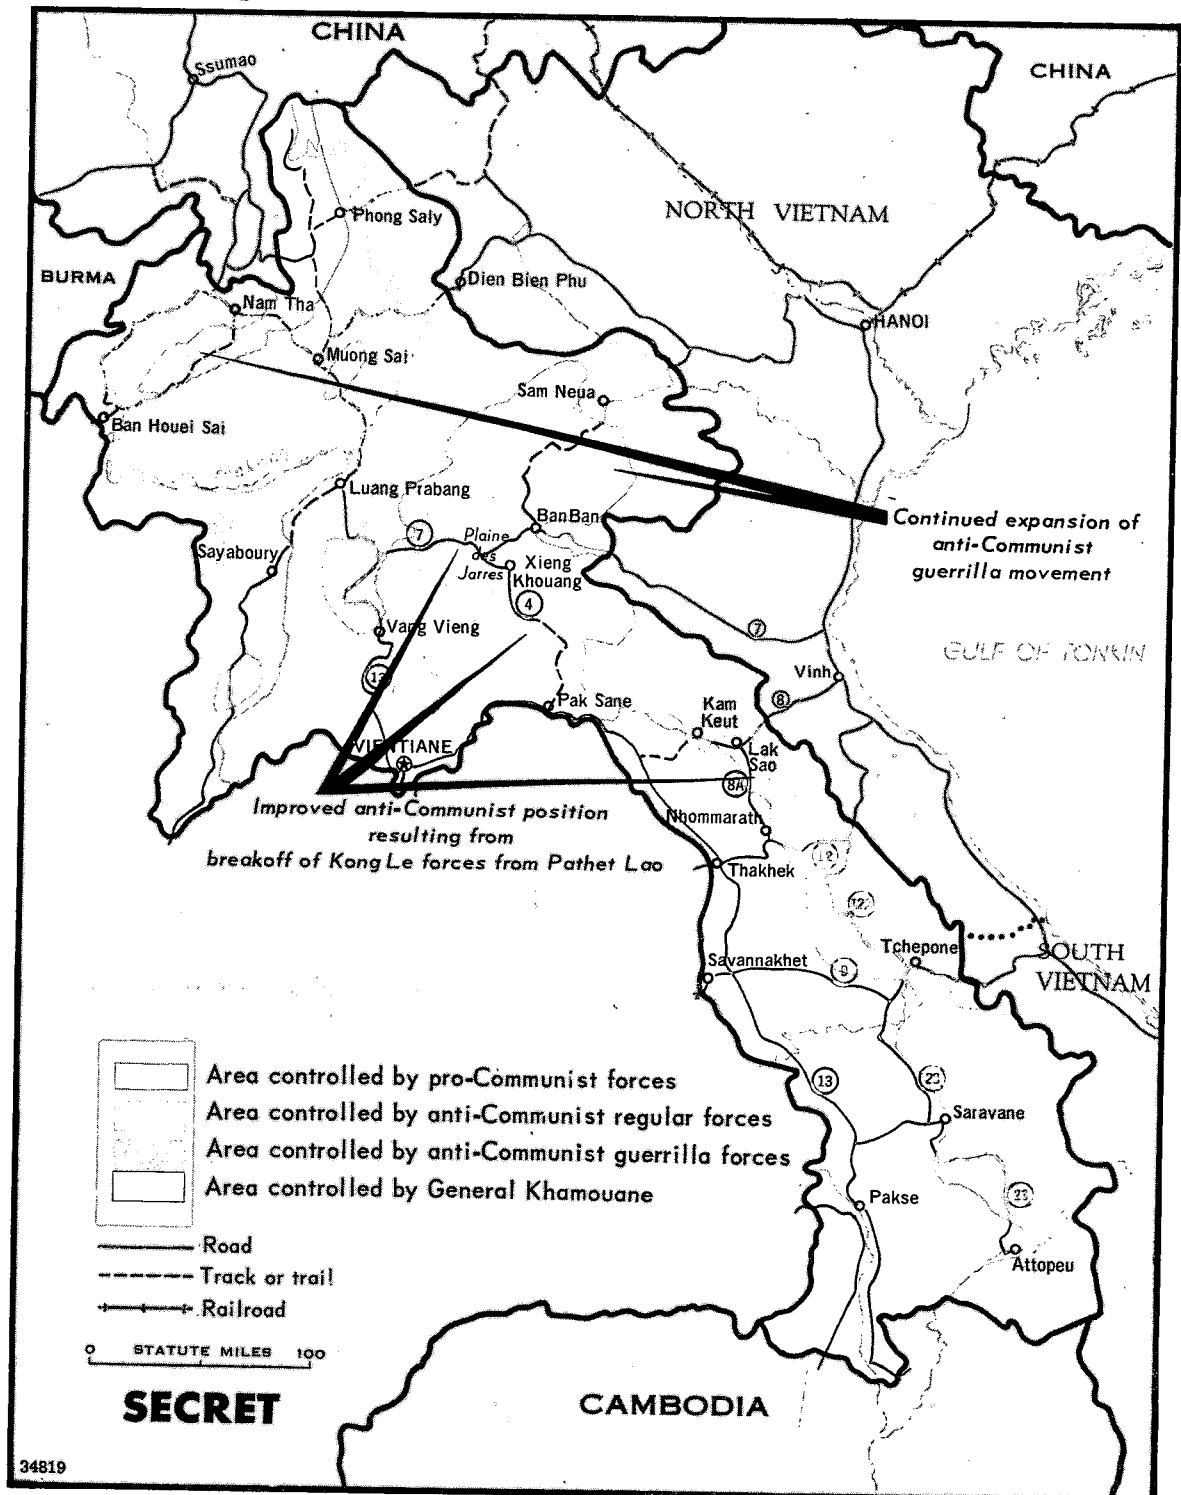 CHINA
Ssumao
CHINA
Phong Saly
NORTH VIETNAM
BURMA
Dien Bien Phu
Nam Tha
HANOI
Muong Sai
Sam Neua
Ban Houei Sai
Luang Prabang
Ban Ban
Continued expansion of
anti-Communist
guerrilla movement
7
Plaine
des
Jarres
Sayaboury
Xieng
Khouang
4
Vang Vieng
7
GULF OF TONKIN
Vinh
13
8
Pak Sane
Kam
Keut
VIENTIANE
Lak
Sao
8A
Improved anti-Communist position
resulting from
breakoff of Kong Le forces from Pathet Lao
Nhommarath
12
Thakhek
12
Tchepone
SOUTH
VIETNAM
Savannakhet
9
13
23
Saravane
Area controlled by pro-Communist forces
Area controlled by anti-Communist regular forces
Area controlled by anti-Communist guerrilla forces
Area controlled by General Khamouane
Pakse
23
Attopeu
Road
Track or trail
Railroad
0 STATUTE MILES 100
SECRET
CAMBODIA
34819